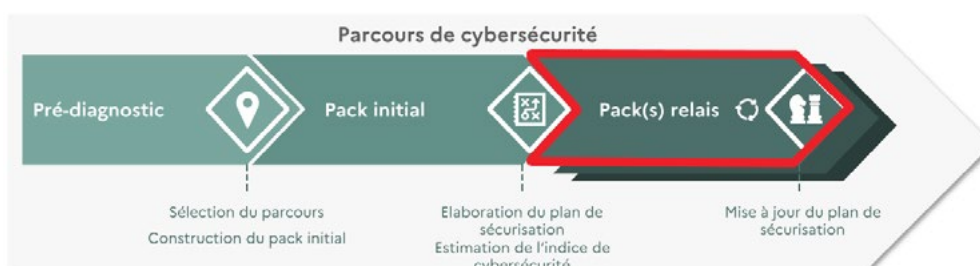 Parcours de cybersécurité
Pré-diagnostic
Pack initial
Pack(s) relais
Sélection du parcours
Construction du pack initial
Elaboration du plan de
sécurisation
Estimation de l'indice de
cybersécurité
Mise à jour du plan de
sécurisation